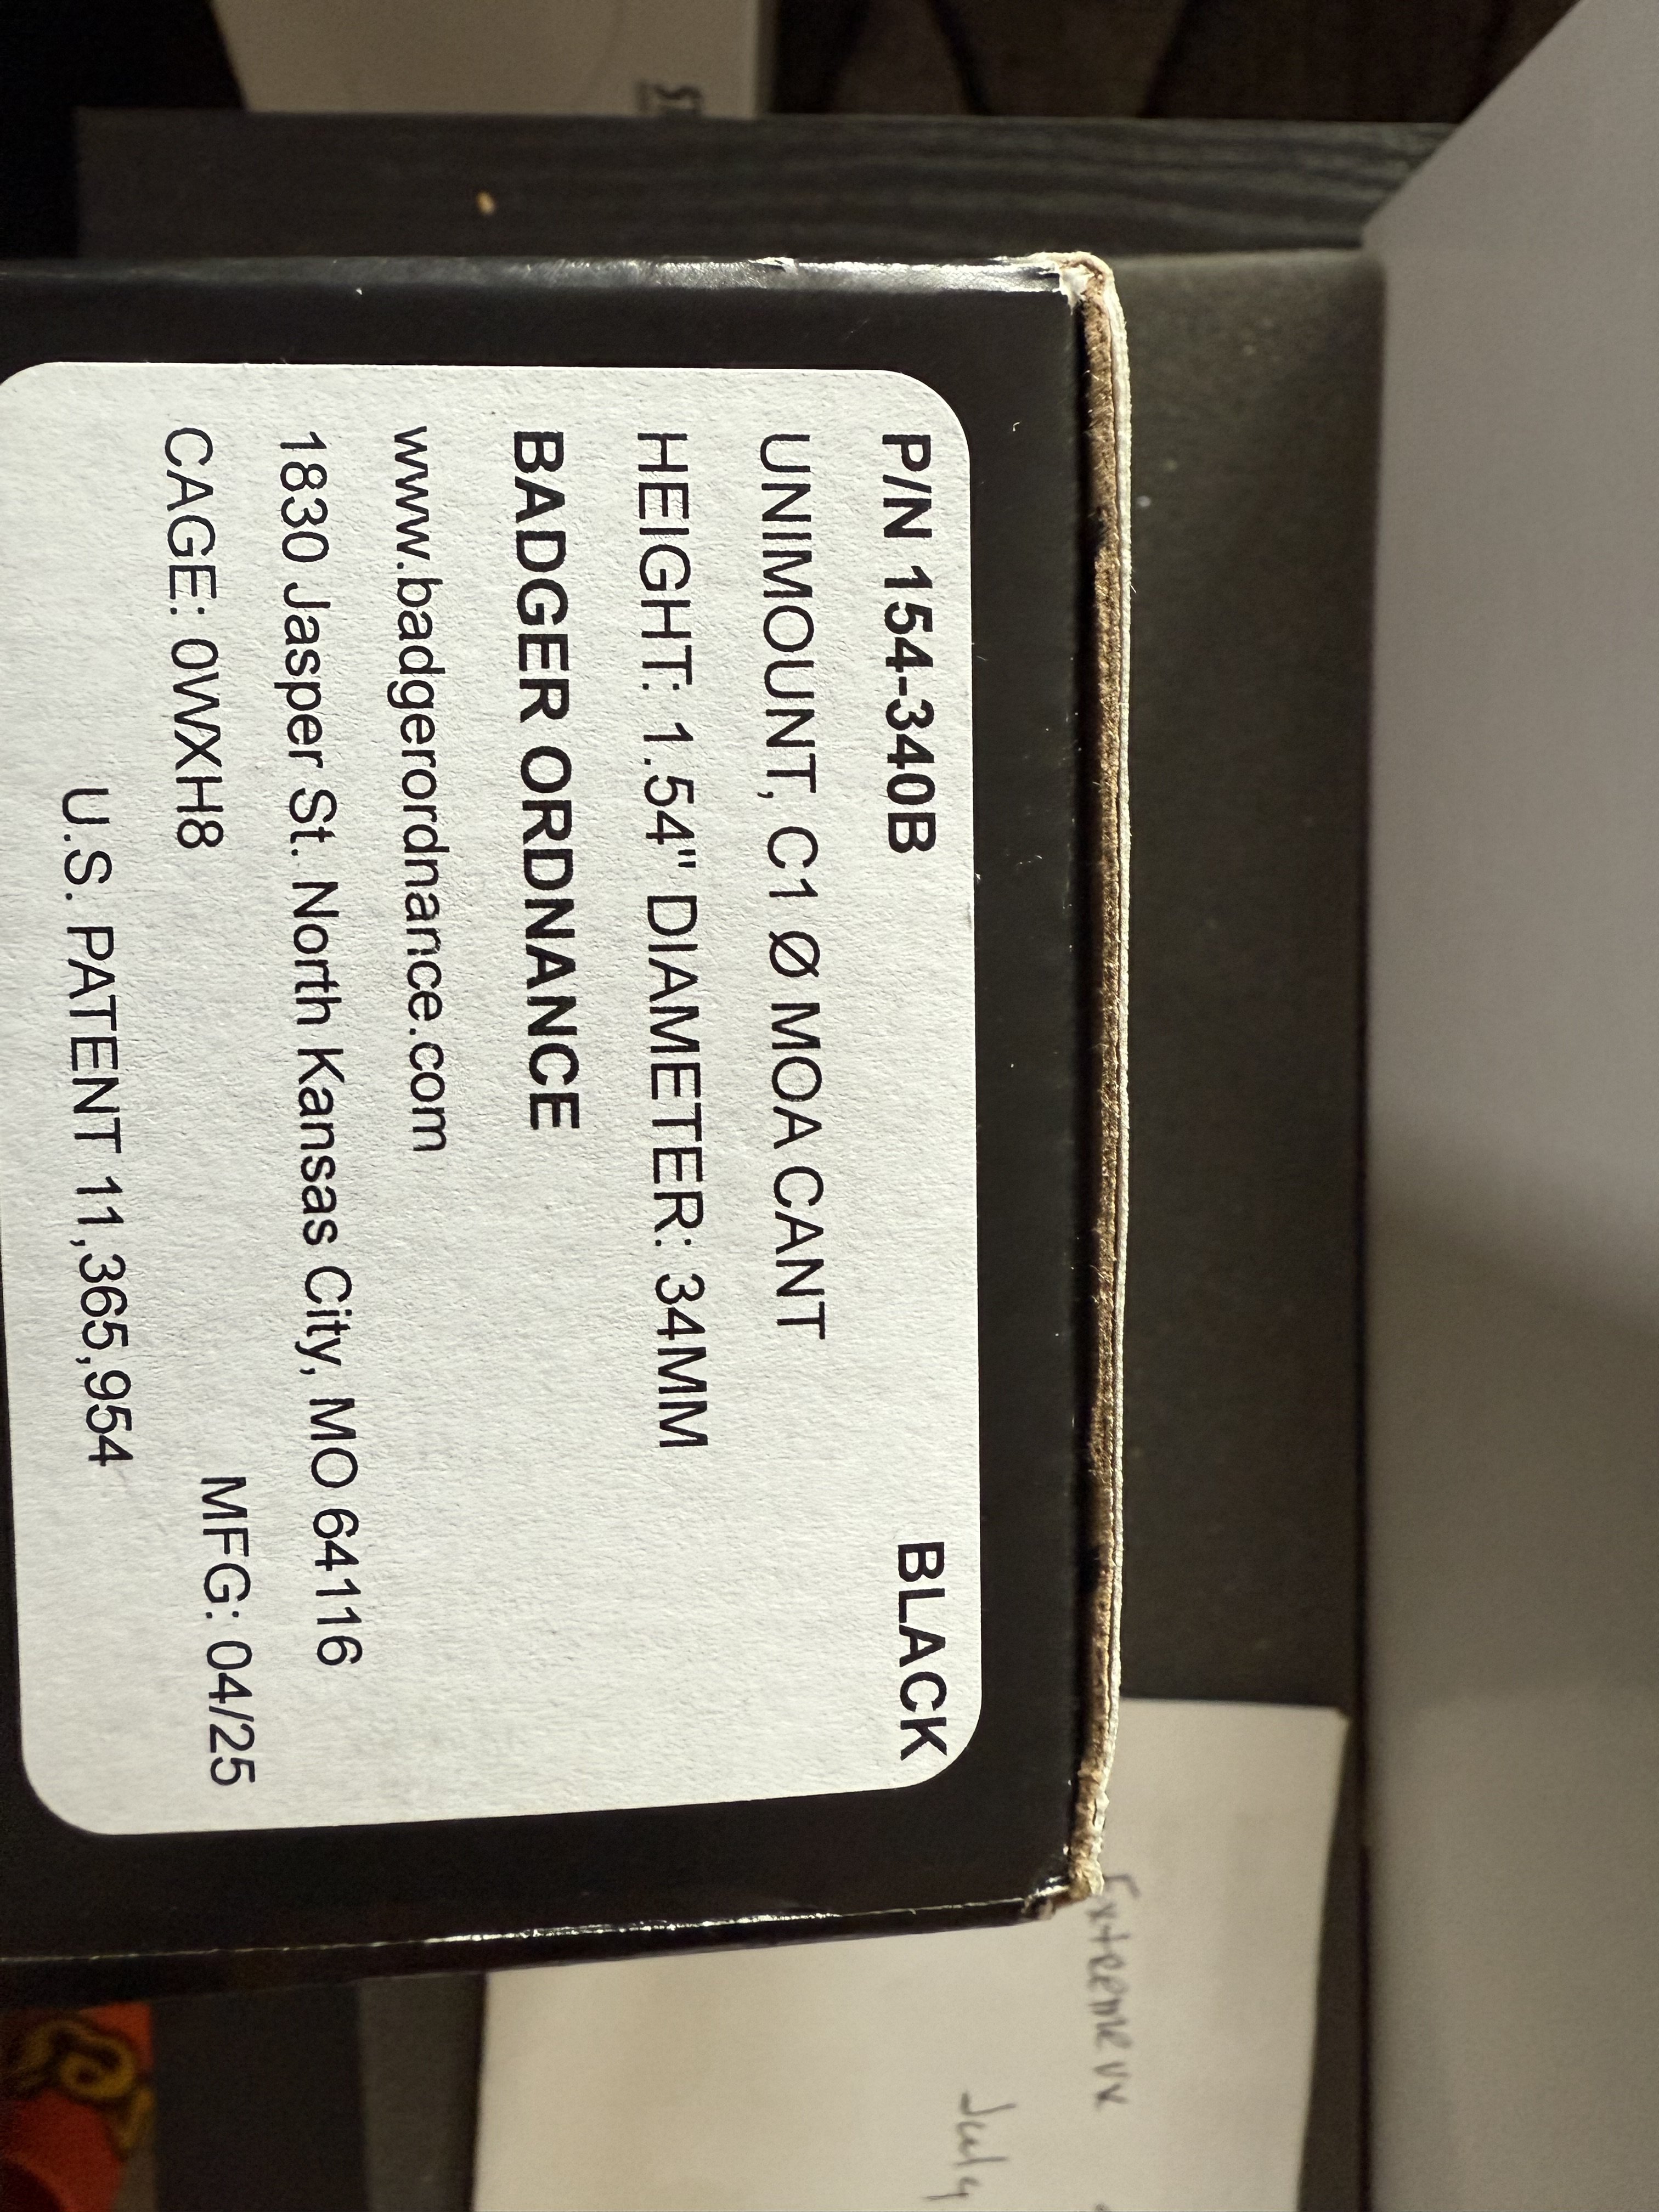 P/N 154-340B BLACK
UNIMOUNT, C1 Ø MOA CANT
HEIGHT: 1.54" DIAMETER: 34MM
BADGER ORDNANCE
www.badgerordnance.com
1830 Jasper St. North Kansas City, MO 64116
CAGE: 0WXH8 MFG: 04/25
U.S. PATENT 11,365,954
Extreme vx
July